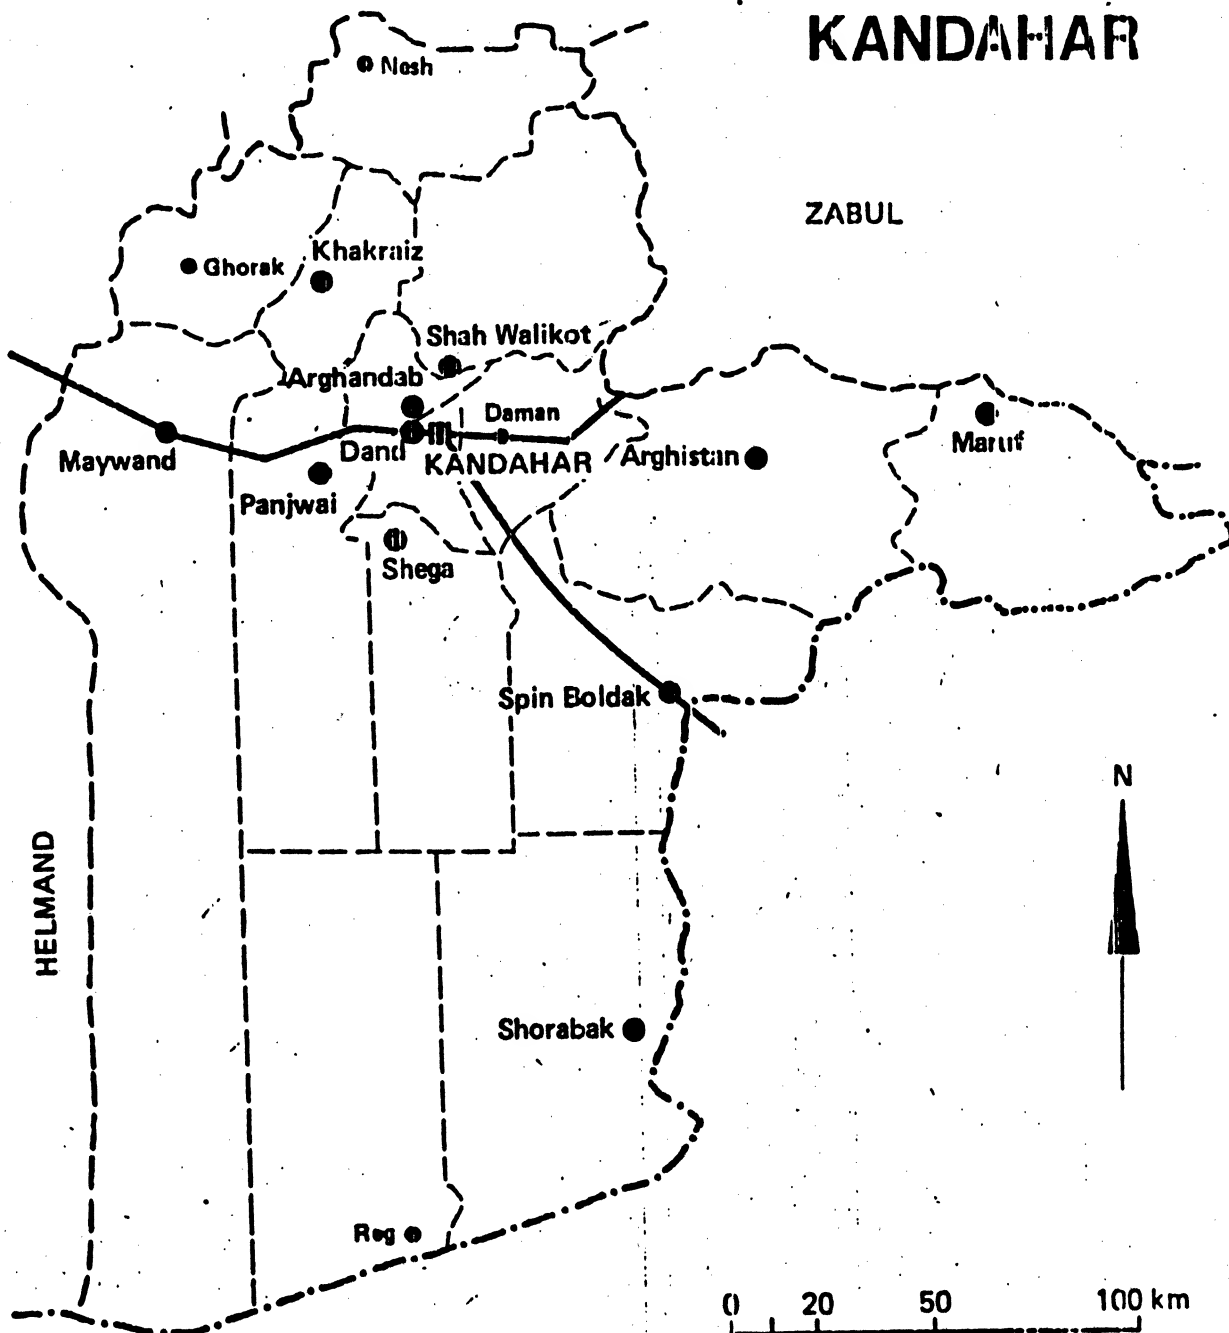 KANDAHAR
Nesh
ZABUL
Khakraiz
Ghorak
Shah Walikot
Arghandab
Daman
Maruf
Dand
KANDAHAR
Arghistan
Maywand
Panjwai
Shega
Spin Boldak
N
HELMAND
Shorabak
Reg
0 20 50 100 km